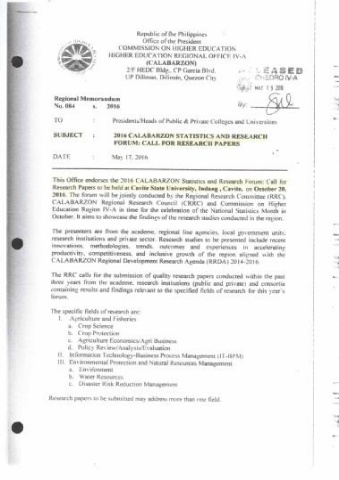 Republic of the Philippines
Office of the President
COMMISSION ON HIGHER EDUCATION
HIGHER EDUCATION REGIONAL OFFICE IV-A
(CALABARZON)
2/F HEDC Bldg., CP Garcia Blvd.
UP Diliman, Diliman, Quezon City
LEASED
CHEDRO IV-A
By:
Regional Memorandum
No. 084 s. 2016
TO : Presidents/Heads of Public & Private Colleges and Universities
SUBJECT : 2016 CALABARZON STATISTICS AND RESEARCH
FORUM: CALL FOR RESEARCH PAPERS
DATE : May 17, 2016
This Office endorses the 2016 CALABARZON Statistics and Research Forum: Call for
Research Papers to be held at Cavite State University, Indang, Cavite, on October 20,
2016. The forum will be jointly conducted by the Regional Research Committee (RRC),
CALABARZON Regional Research Council (CRRC) and Commission on Higher
Education Region IV-A in time for the celebration of the National Statistics Month in
October. It aims to showcase the findings of the research studies conducted in the region.
The presenters are from the academe, regional line agencies, local government units,
research institutions and private sector. Research studies to be presented include recent
innovations, methodologies, trends, outcomes and experiences in accelerating
productivity, competitiveness, and inclusive growth of the region aligned with the
CALABARZON Regional Development Research Agenda (RRDA) 2014-2016.
The RRC calls for the submission of quality research papers conducted within the past
three years from the academe, research institutions (public and private) and consortia
containing results and findings relevant to the specified fields of research for this year's
forum.
The specific fields of research are:
I. Agriculture and Fisheries
a. Crop Science
b. Crop Protection
c. Agriculture Economics/Agri Business
d. Policy Review/Analysis/Evaluation
II. Information Technology-Business Process Management (IT-BPM)
III. Environmental Protection and Natural Resources Management
a. Environment
b. Water Resources
c. Disaster Risk Reduction Management
Research papers to be submitted may address more than one field.